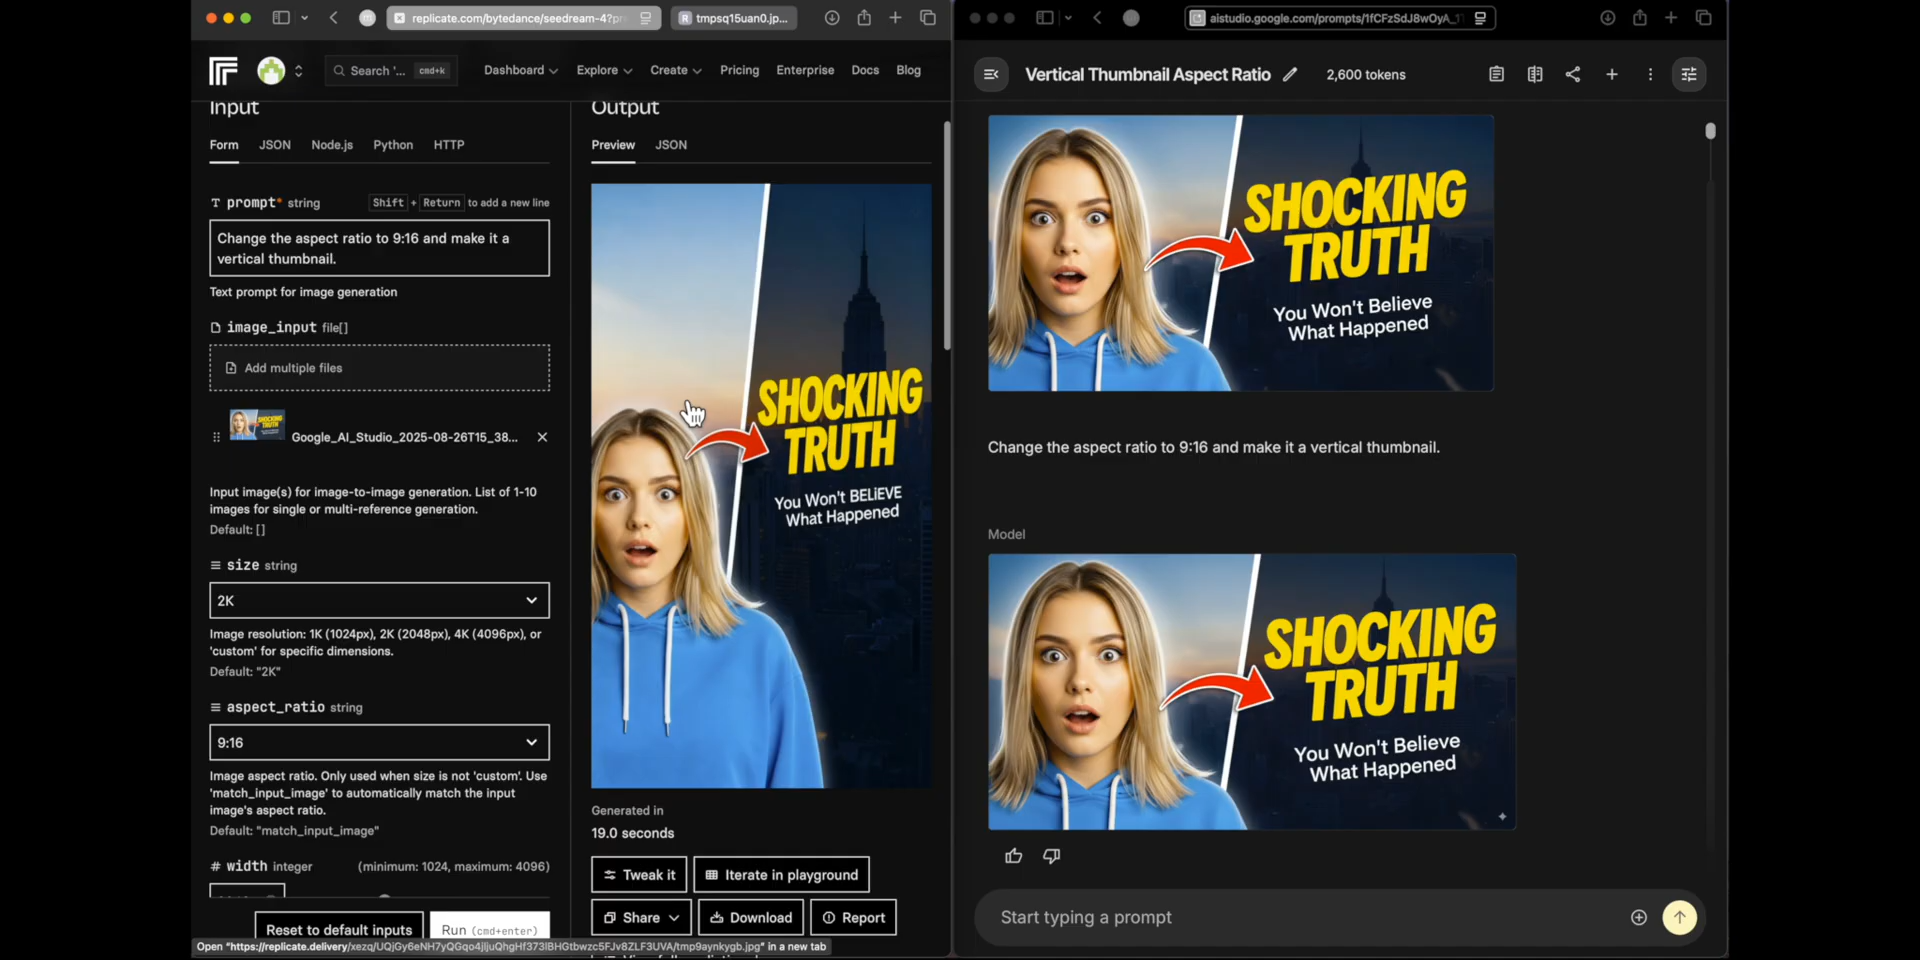 replicate.com/bytedance/seedream-4?pr
tmpsq15uan0.jp...
Search '... cmd+k
Dashboard
Explore
Create
Pricing
Enterprise
Docs
Blog
Input
Form
JSON
Node.js
Python
HTTP
T prompt* string
Shift + Return to add a new line
Change the aspect ratio to 9:16 and make it a
vertical thumbnail.
Text prompt for image generation
image_input file[]
Add multiple files
Google_AI_Studio_2025-08-26T15_38...
Input image(s) for image-to-image generation. List of 1-10
images for single or multi-reference generation.
Default: []
size string
2K
Image resolution: 1K (1024px), 2K (2048px), 4K (4096px), or
'custom' for specific dimensions.
Default: "2K"
aspect_ratio string
9:16
Image aspect ratio. Only used when size is not 'custom'. Use
'match_input_image' to automatically match the input
image's aspect ratio.
Default: "match_input_image"
# width integer
(minimum: 1024, maximum: 4096)
Reset to default inputs
Run (cmd+enter)
Output
Preview
JSON
SHOCKING
TRUTH
You Won't BELiEVE
What Happened
Generated in
19.0 seconds
Tweak it
Iterate in playground
Share
Download
Report
aistudio.google.com/prompts/1fCFzSdJ8wOyA_
Vertical Thumbnail Aspect Ratio
2,600 tokens
SHOCKING
TRUTH
You Won't Believe
What Happened
Change the aspect ratio to 9:16 and make it a vertical thumbnail.
Model
SHOCKING
TRUTH
You Won't Believe
What Happened
Start typing a prompt